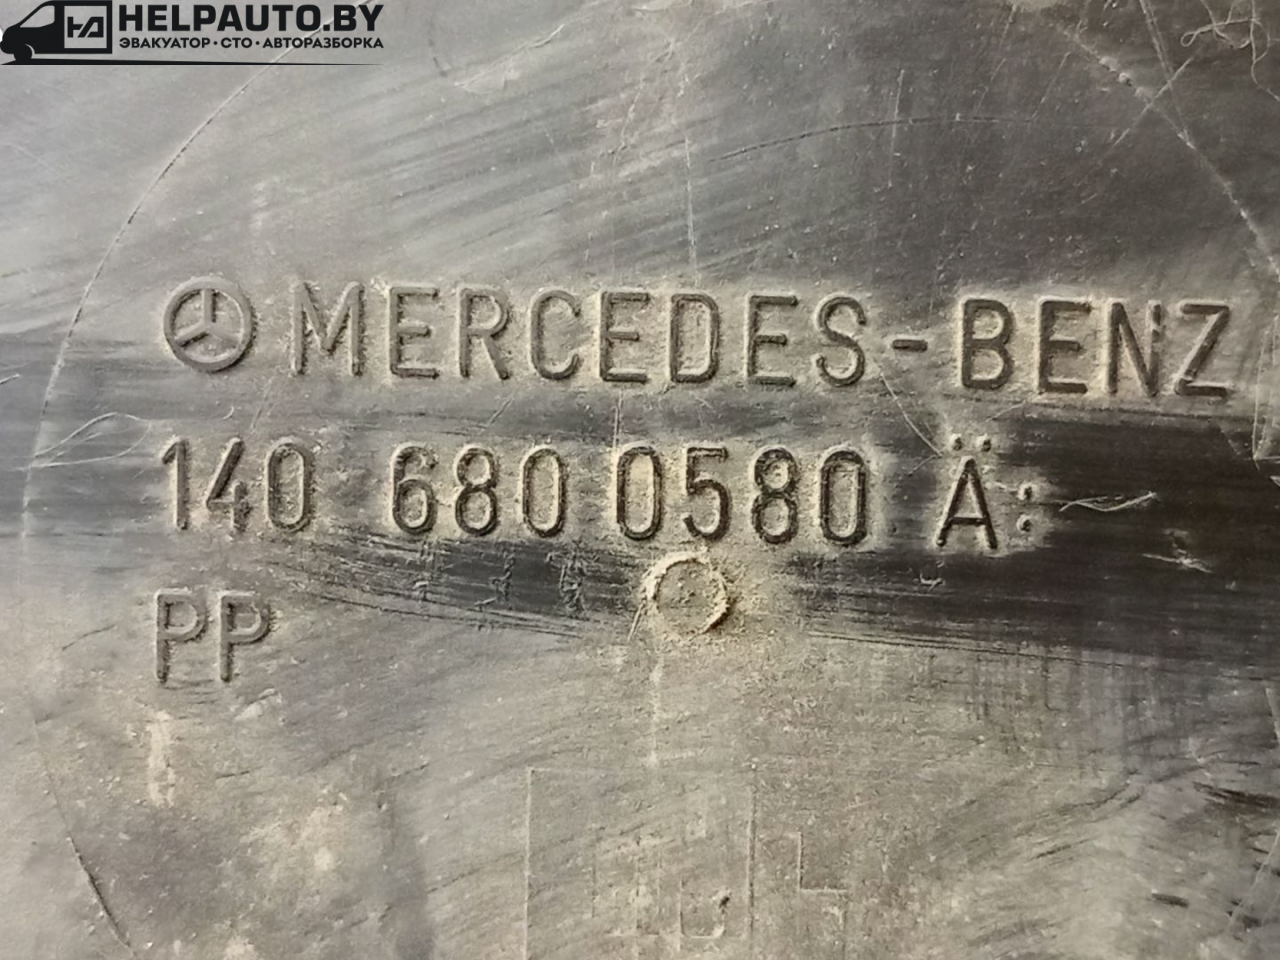 HELPAUTO.BY
ЭВАКУАТОР · СТО · АВТОРАЗБОРКА
MERCEDES-BENZ
140 680 0580 Ä:
PP